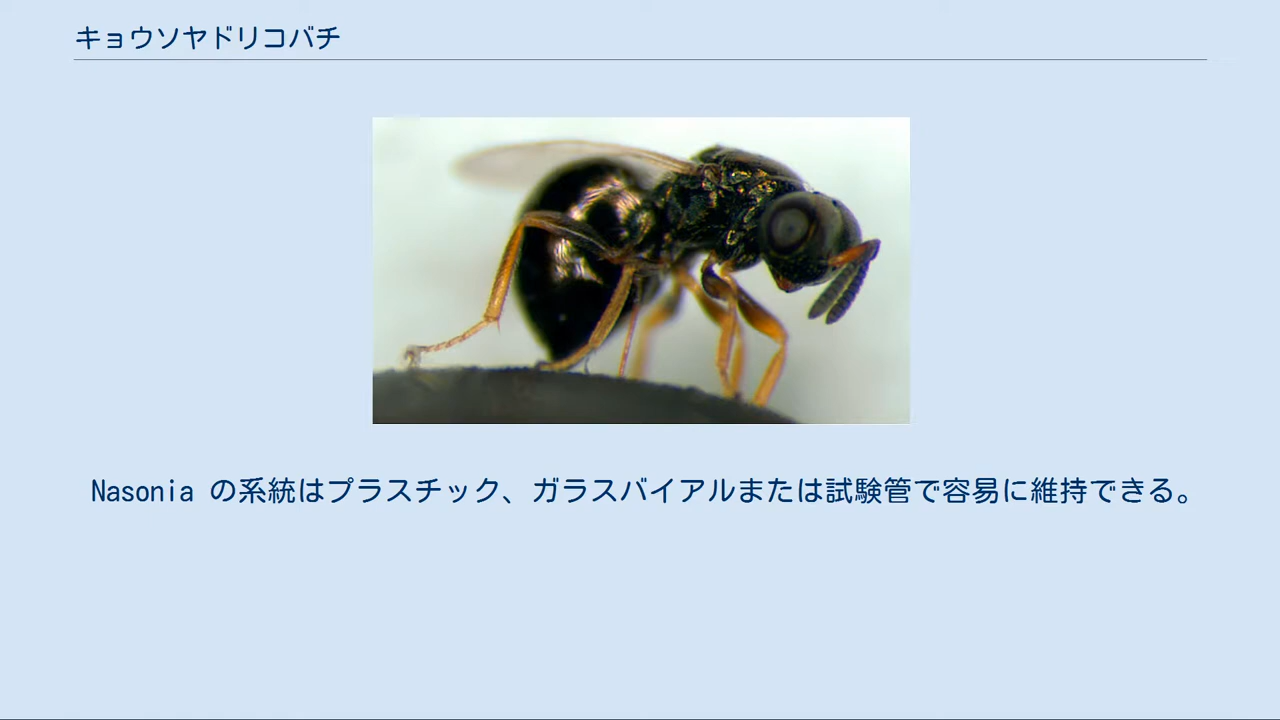 キョウソヤドリコバチ
Nasonia の系統はプラスチック、ガラスバイアルまたは試験管で容易に維持できる。